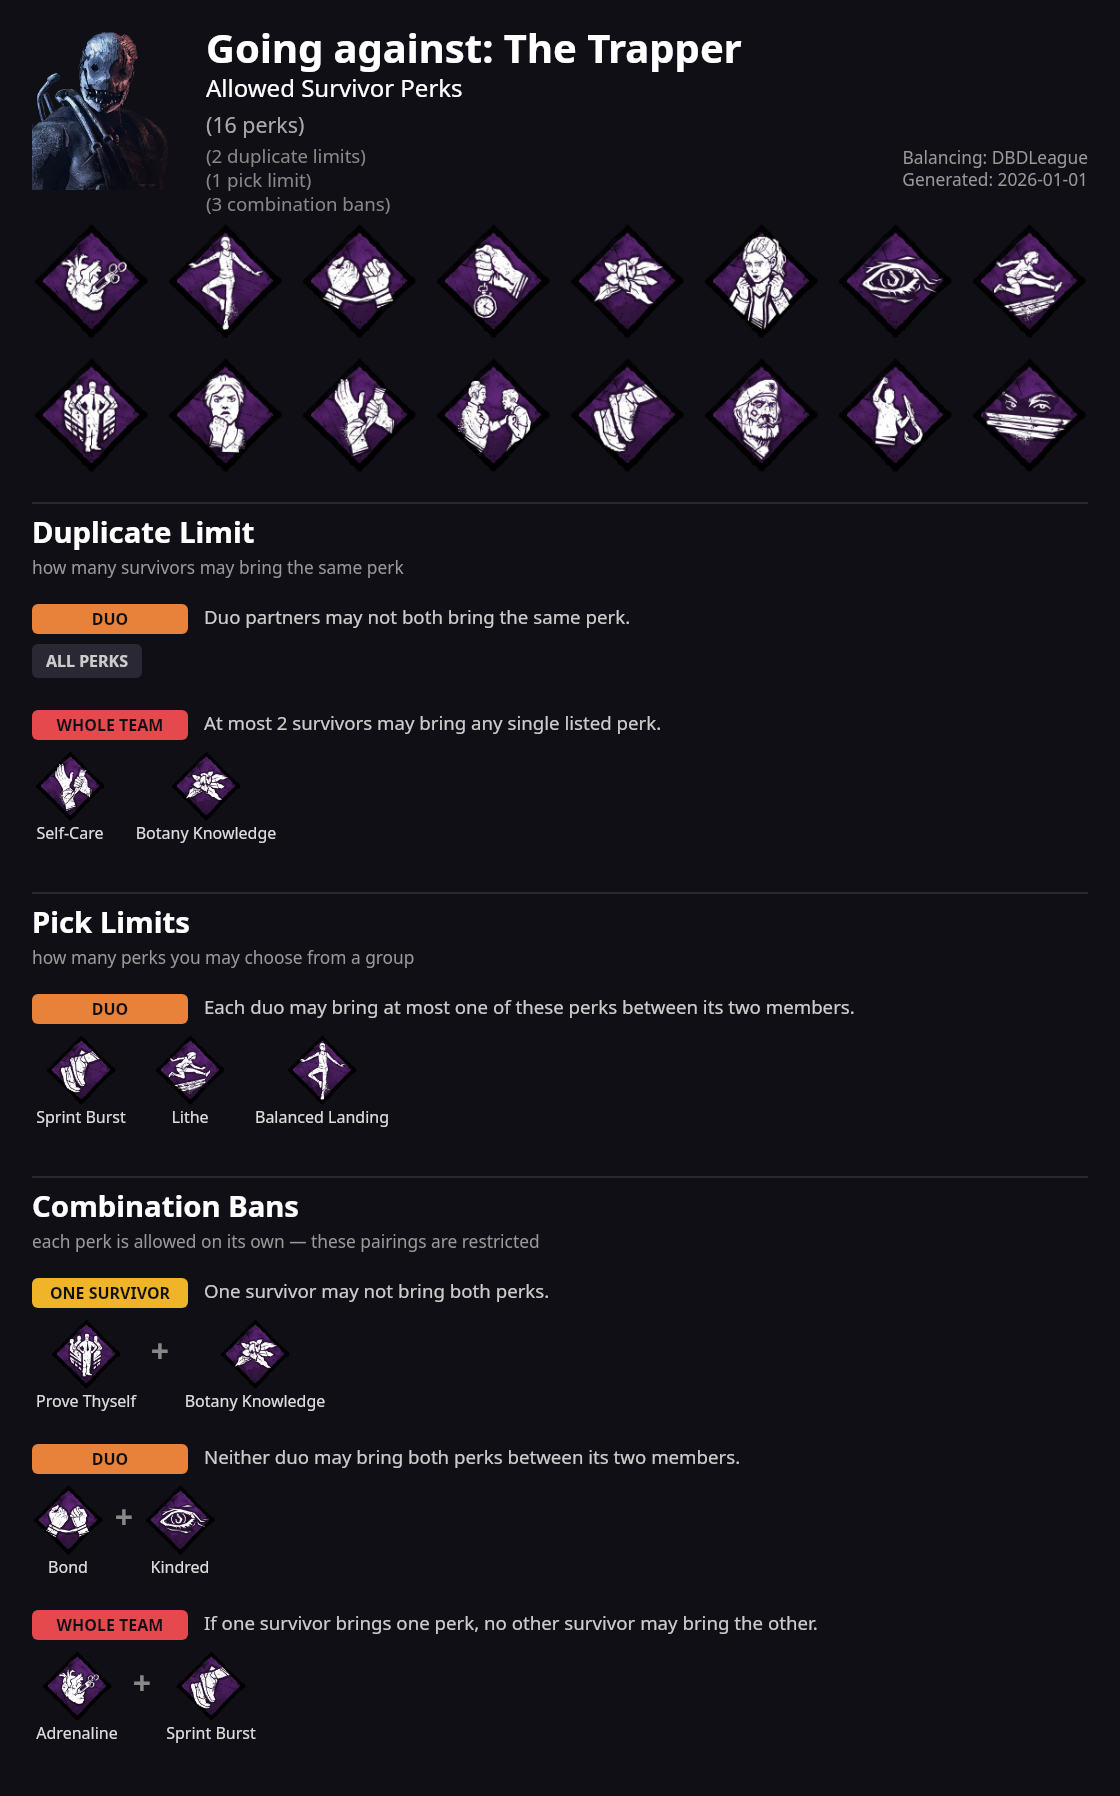 Going against: The Trapper
Allowed Survivor Perks
(16 perks)
(2 duplicate limits)
(1 pick limit)
(3 combination bans)
Balancing: DBDLeague
Generated: 2026-01-01
Duplicate Limit
how many survivors may bring the same perk
DUO Duo partners may not both bring the same perk.
ALL PERKS
WHOLE TEAM At most 2 survivors may bring any single listed perk.
Self-Care Botany Knowledge
Pick Limits
how many perks you may choose from a group
DUO Each duo may bring at most one of these perks between its two members.
Sprint Burst Lithe Balanced Landing
Combination Bans
each perk is allowed on its own — these pairings are restricted
ONE SURVIVOR One survivor may not bring both perks.
+
Prove Thyself Botany Knowledge
DUO Neither duo may bring both perks between its two members.
+
Bond Kindred
WHOLE TEAM If one survivor brings one perk, no other survivor may bring the other.
+
Adrenaline Sprint Burst